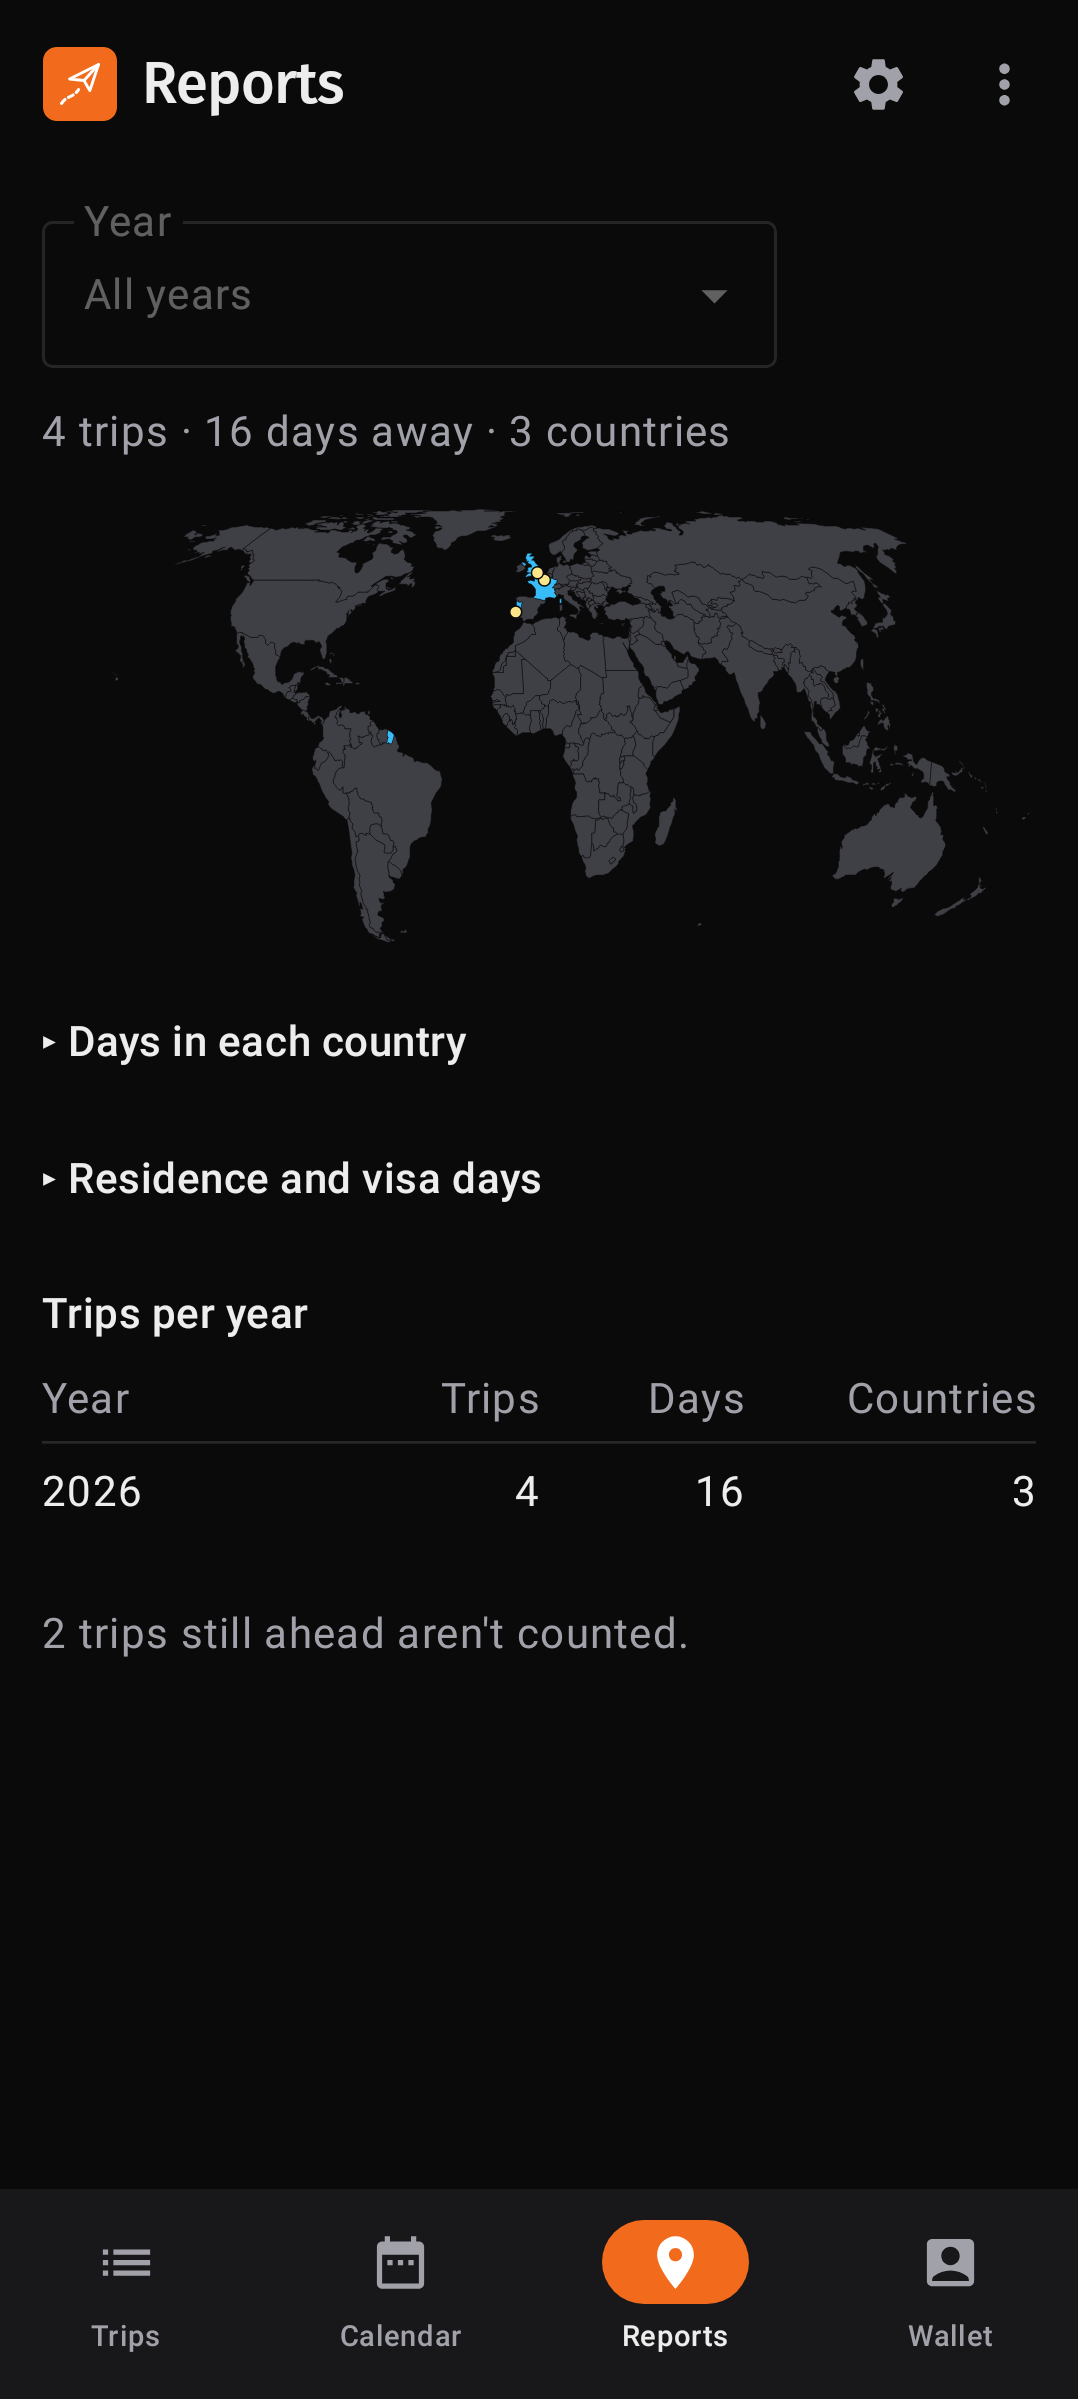 Reports
Year
All years
4 trips · 16 days away · 3 countries
▸ Days in each country
▸ Residence and visa days
Trips per year
Year Trips Days Countries
2026 4 16 3
2 trips still ahead aren't counted.
Trips Calendar Reports Wallet